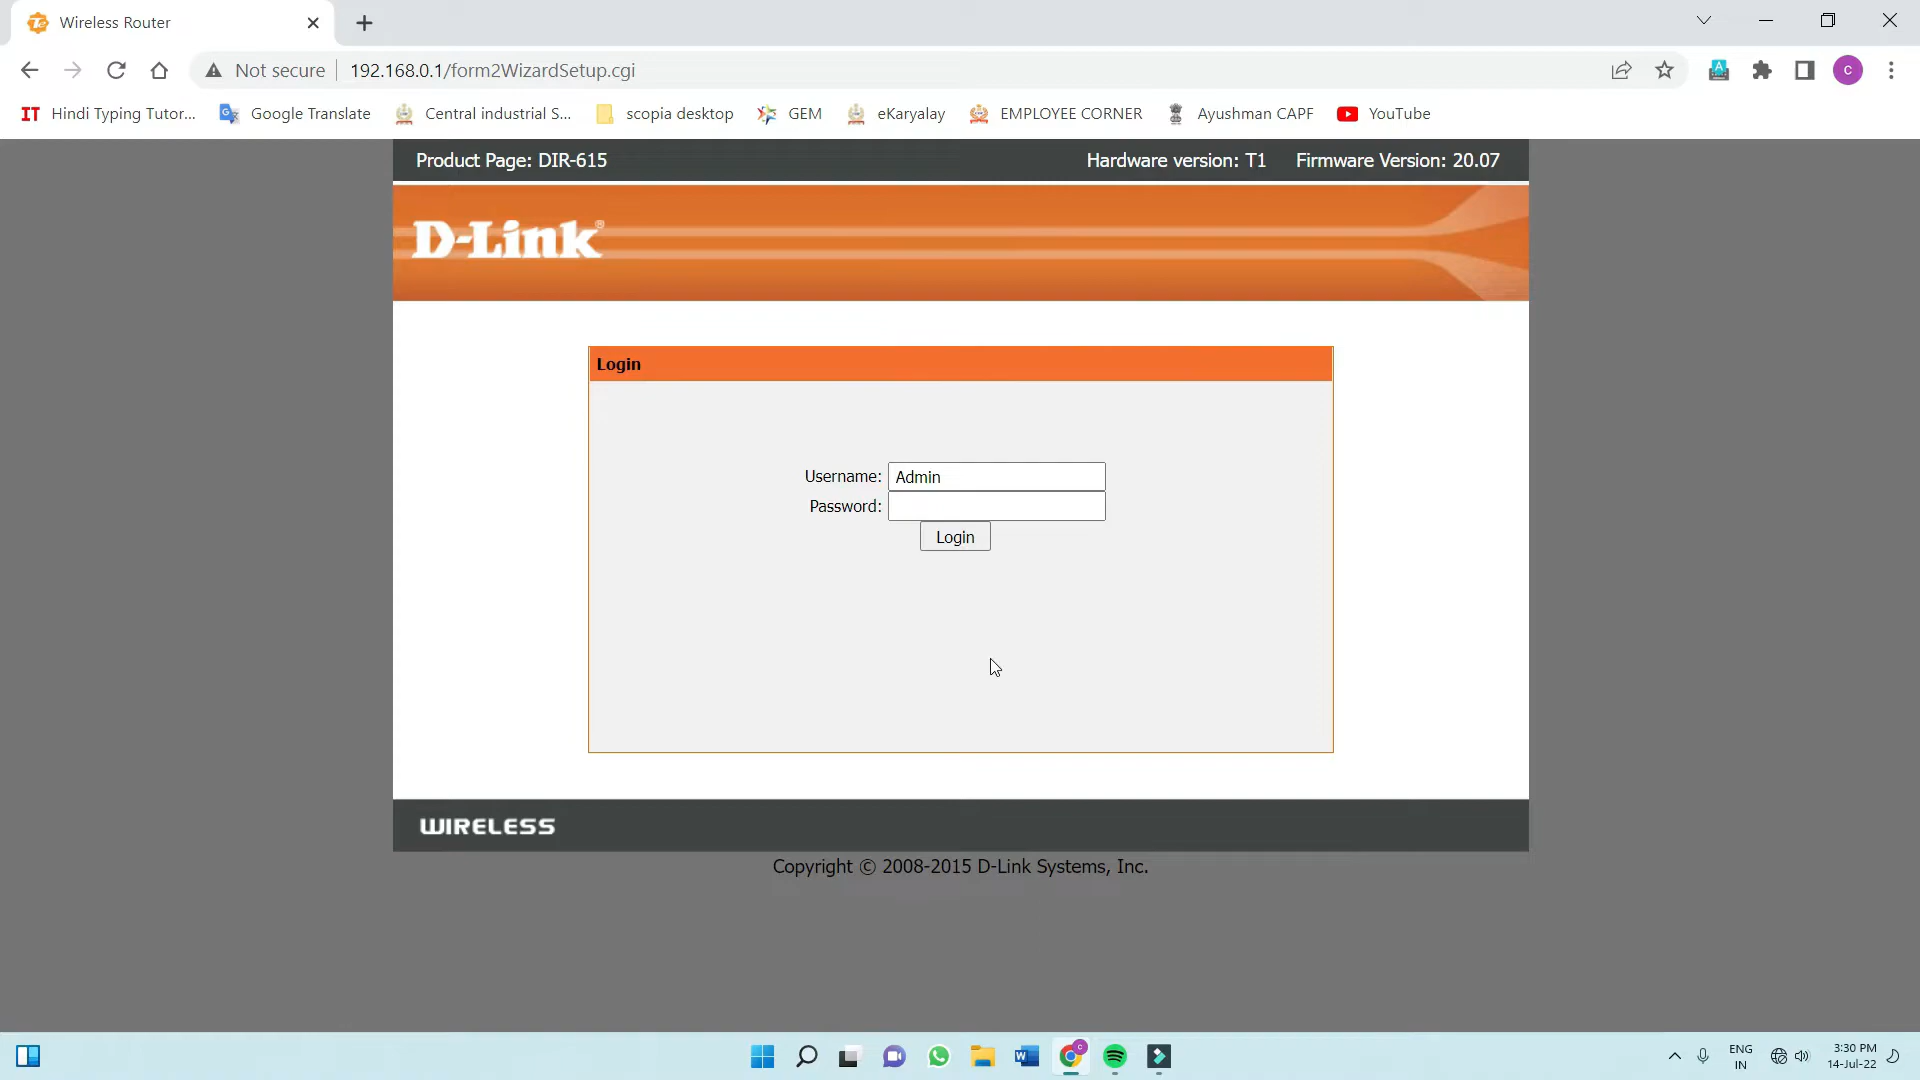 Wireless Router
Not secure 192.168.0.1/form2WizardSetup.cgi
C
IT Hindi Typing Tutor... Google Translate Central industrial S... scopia desktop GEM eKaryalay EMPLOYEE CORNER Ayushman CAPF YouTube
Product Page: DIR-615 Hardware version: T1 Firmware Version: 20.07
D-Link®
Login
Username: Admin
Password:
Login
WIRELESS
Copyright © 2008-2015 D-Link Systems, Inc.
ENG
IN
3:30 PM
14-Jul-22